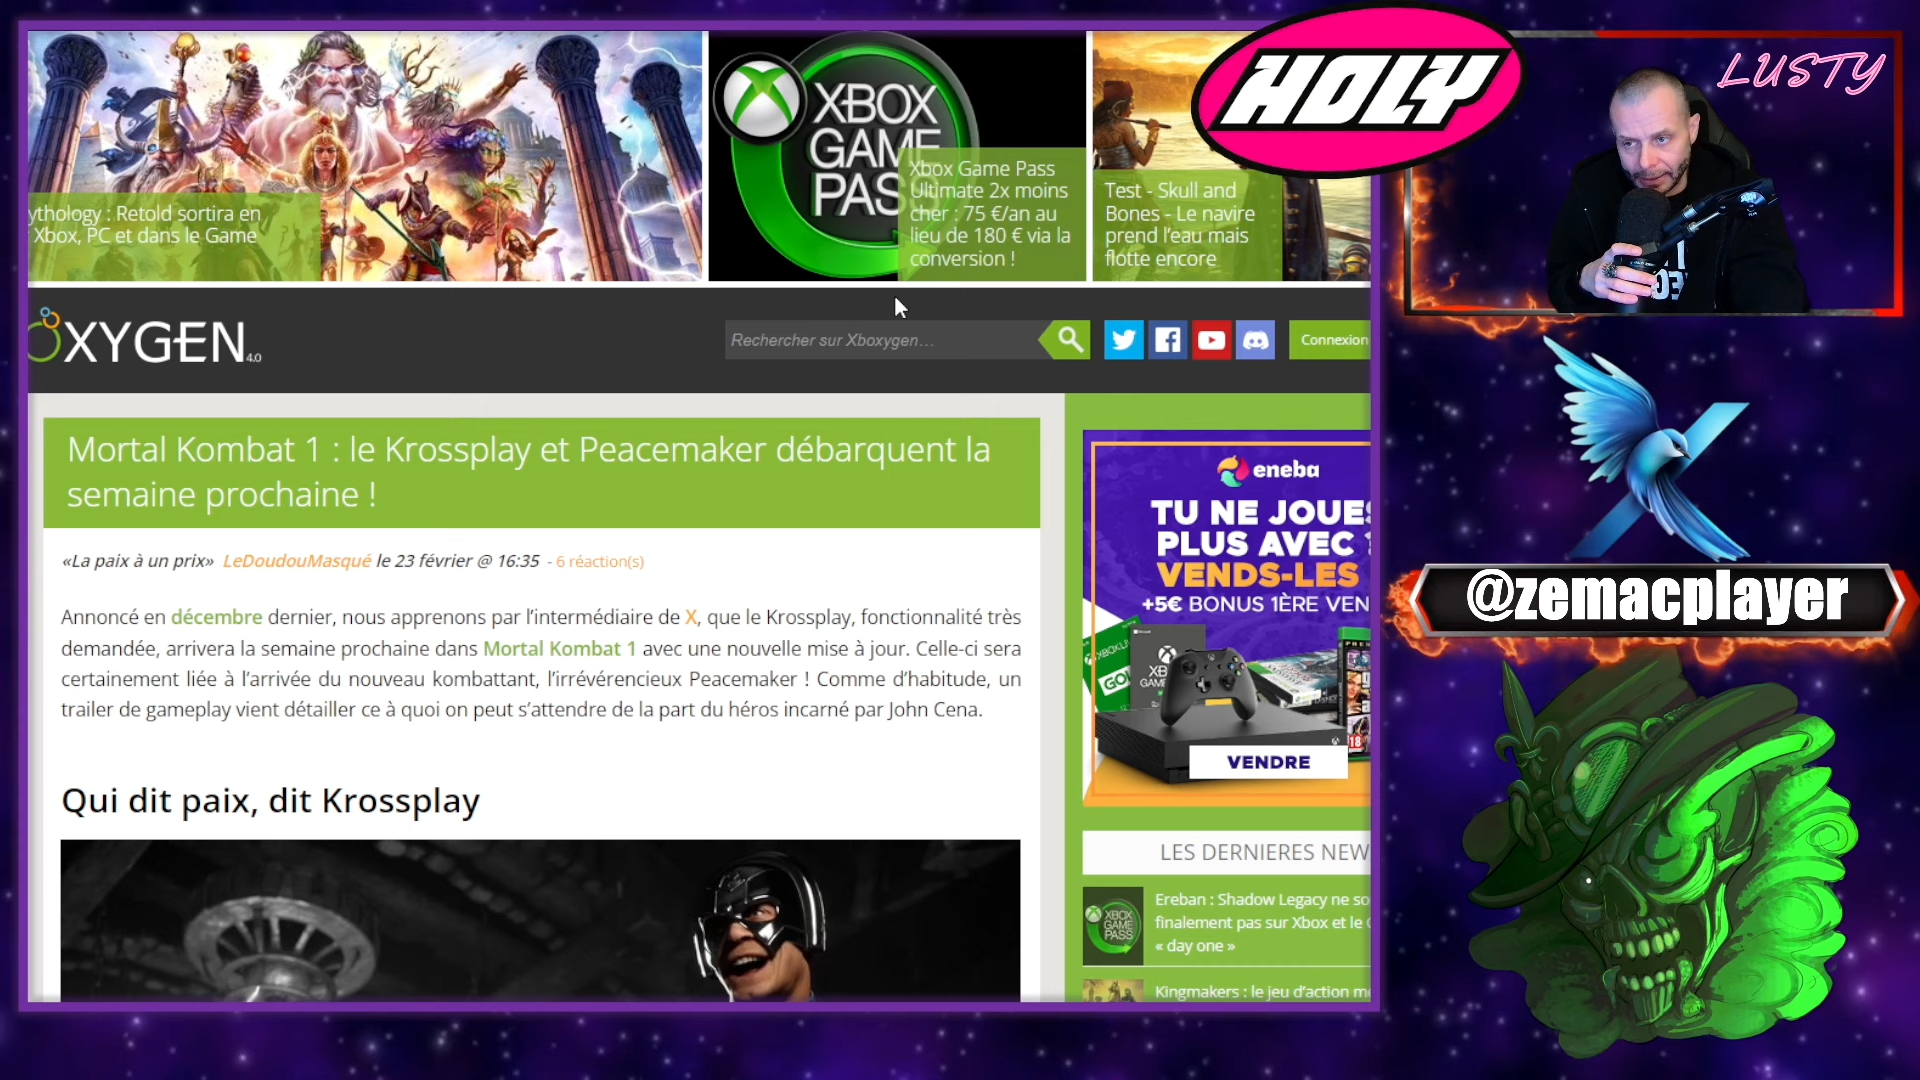 ythology : Retold sortira en
Xbox, PC et dans le Game
XBOX
GAME
PASS
Xbox Game Pass
Ultimate 2x moins
cher : 75 €/an au
lieu de 180 € via la
conversion !
Test - Skull and
Bones - Le navire
prend l'eau mais
flotte encore
HOLY
LUSTY
OXYGEN 4.0
Rechercher sur Xboxygen…
Connexion
Mortal Kombat 1 : le Krossplay et Peacemaker débarquent la
semaine prochaine !
«La paix à un prix» LeDoudouMasqué le 23 février @ 16:35 - 6 réaction(s)
Annoncé en décembre dernier, nous apprenons par l'intermédiaire de X, que le Krossplay, fonctionnalité très
demandée, arrivera la semaine prochaine dans Mortal Kombat 1 avec une nouvelle mise à jour. Celle-ci sera
certainement liée à l'arrivée du nouveau kombattant, l'irrévérencieux Peacemaker ! Comme d'habitude, un
trailer de gameplay vient détailler ce à quoi on peut s'attendre de la part du héros incarné par John Cena.
Qui dit paix, dit Krossplay
eneba
TU NE JOUES
PLUS AVEC ?
VENDS-LES
+5€ BONUS 1ÈRE VEN
VENDRE
LES DERNIERES NEW
XBOX
GAME
PASS
Ereban : Shadow Legacy ne so
finalement pas sur Xbox et le
« day one »
Kingmakers : le jeu d'action m
@zemacplayer